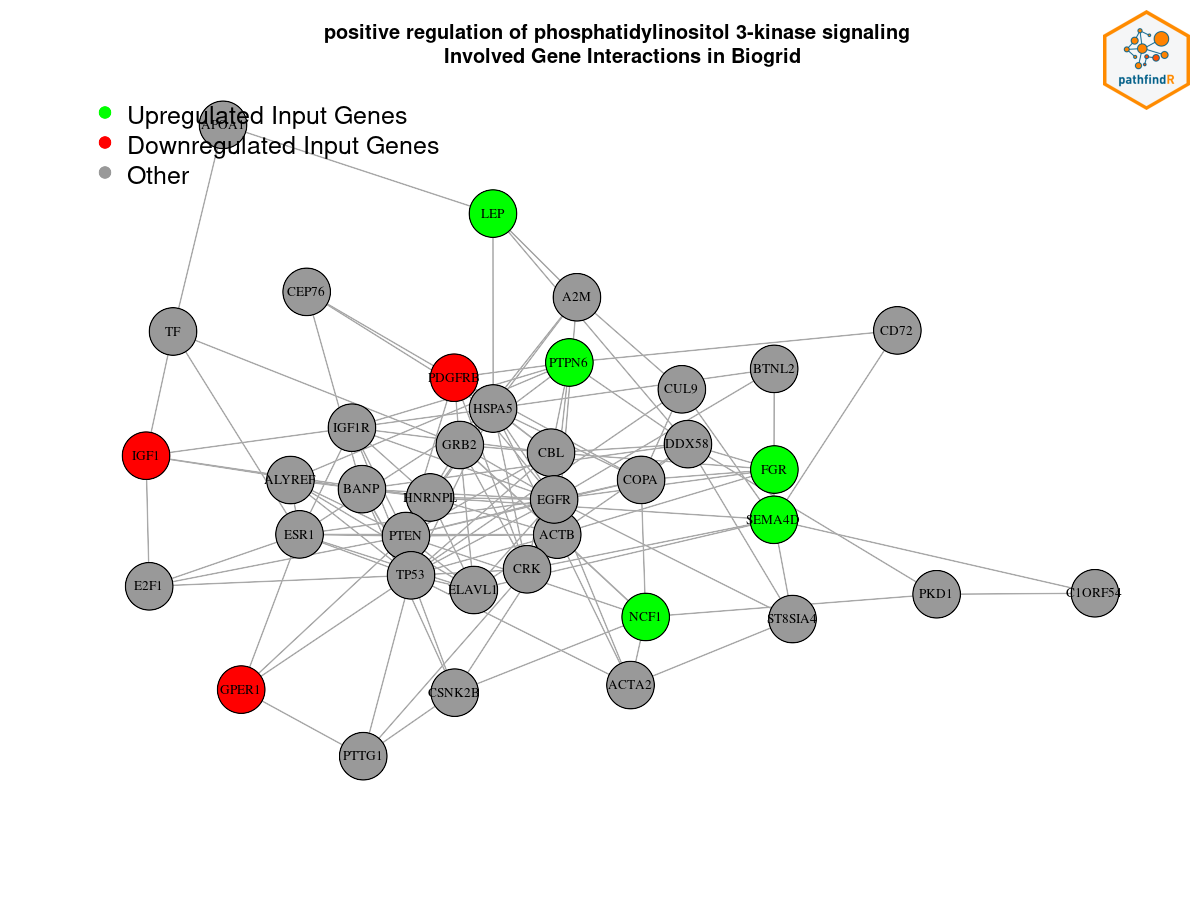 positive regulation of phosphatidylinositol 3-kinase signaling
Involved Gene Interactions in Biogrid
pathfindR
Upregulated Input Genes
APOA1
Downregulated Input Genes
Other
LEP
CEP76
A2M
TF
CD72
PTPN6
BTNL2
PDGFRB
CUL9
HSPA5
IGF1R
GRB2
DDX58
CBL
IGF1
FGR
ALYREF
COPA
BANP
HNRNPL
EGFR
SEMA4D
ESR1
PTEN
ACTB
CRK
TP53
E2F1
ELAVL1
PKD1
C1ORF54
NCF1
ST8SIA4
GPER1
CSNK2B
ACTA2
PTTG1